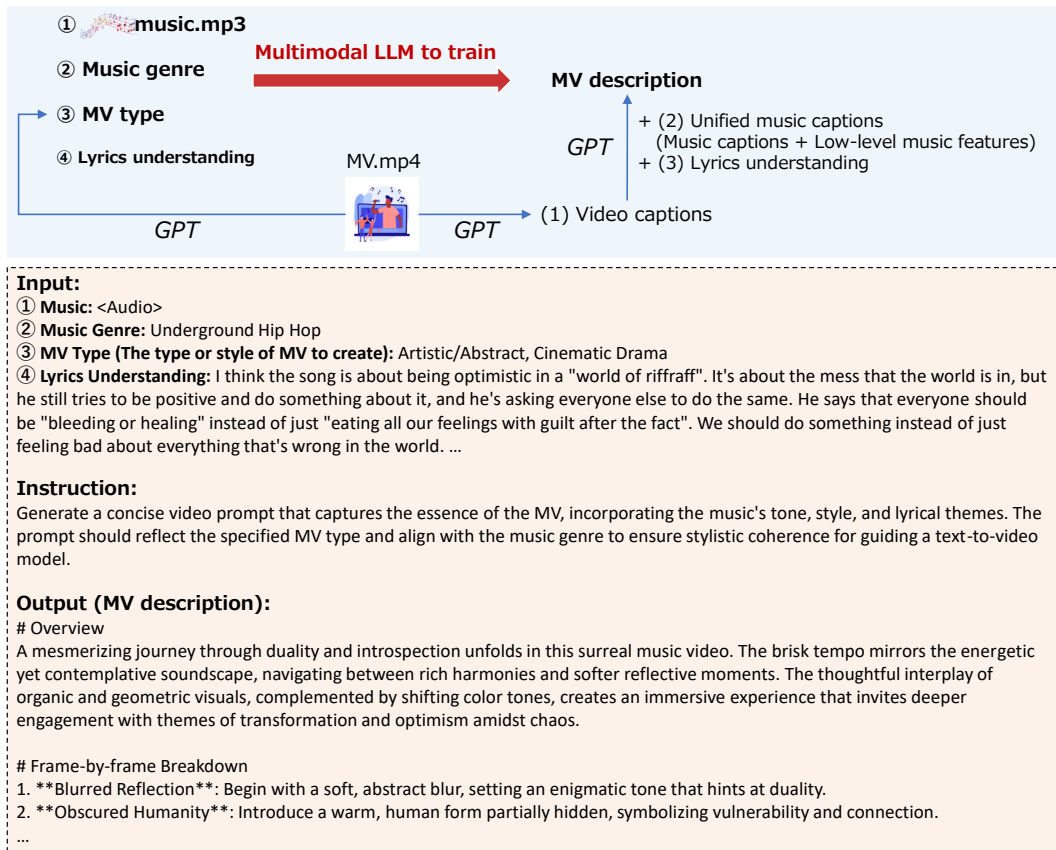 ① music.mp3
② Music genre
③ MV type
④ Lyrics understanding
Multimodal LLM to train
MV description
GPT
+ (2) Unified music captions
(Music captions + Low-level music features)
+ (3) Lyrics understanding
MV.mp4
GPT
GPT
(1) Video captions
Input:
① Music: <Audio>
② Music Genre: Underground Hip Hop
③ MV Type (The type or style of MV to create): Artistic/Abstract, Cinematic Drama
④ Lyrics Understanding: I think the song is about being optimistic in a "world of riffraff". It's about the mess that the world is in, but
he still tries to be positive and do something about it, and he's asking everyone else to do the same. He says that everyone should
be "bleeding or healing" instead of just "eating all our feelings with guilt after the fact". We should do something instead of just
feeling bad about everything that's wrong in the world. ...
Instruction:
Generate a concise video prompt that captures the essence of the MV, incorporating the music's tone, style, and lyrical themes. The
prompt should reflect the specified MV type and align with the music genre to ensure stylistic coherence for guiding a text-to-video
model.
Output (MV description):
# Overview
A mesmerizing journey through duality and introspection unfolds in this surreal music video. The brisk tempo mirrors the energetic
yet contemplative soundscape, navigating between rich harmonies and softer reflective moments. The thoughtful interplay of
organic and geometric visuals, complemented by shifting color tones, creates an immersive experience that invites deeper
engagement with themes of transformation and optimism amidst chaos.
# Frame-by-frame Breakdown
1. **Blurred Reflection**: Begin with a soft, abstract blur, setting an enigmatic tone that hints at duality.
2. **Obscured Humanity**: Introduce a warm, human form partially hidden, symbolizing vulnerability and connection.
...